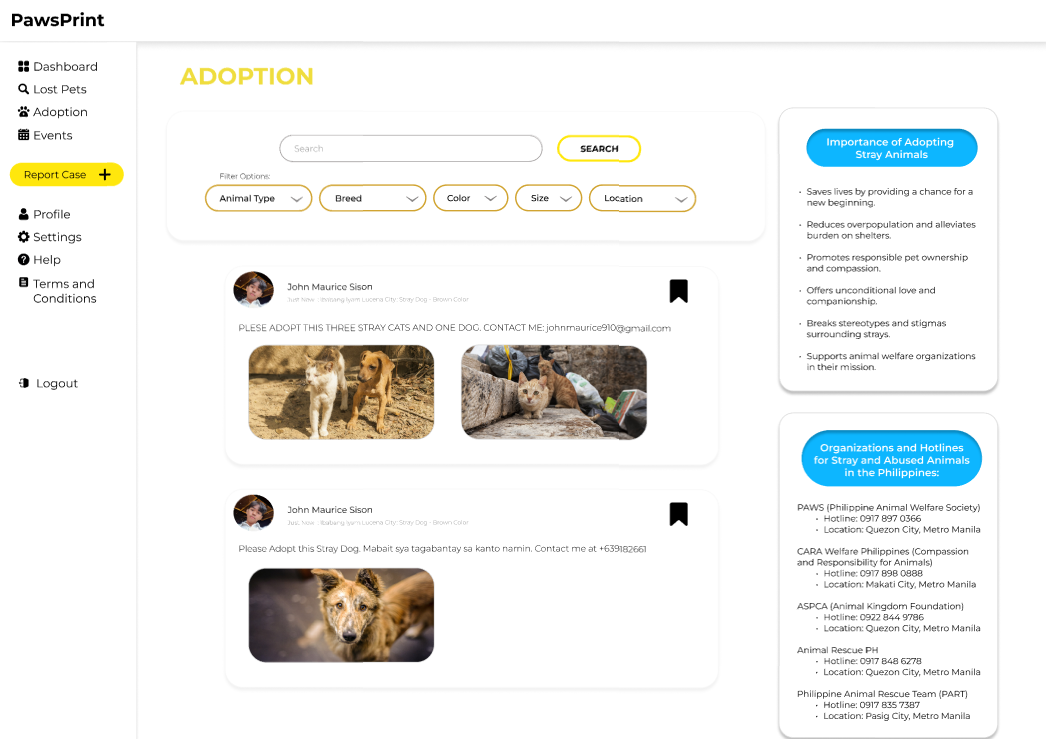 PawsPrint
Dashboard
Lost Pets
Adoption
Events
Report Case
Profile
Settings
Help
Terms and
Conditions
Logout
ADOPTION
Search
SEARCH
Filter Options:
Animal Type
Breed
Color
Size
Location
John Maurice Sison
Just Now Lucena City: Stray Dog - Brown Color
PLESE ADOPT THIS THREE STRAY CATS AND ONE DOG. CONTACT ME: johnmaurice910@gmail.com
John Maurice Sison
Just Now Lucena City: Stray Dog - Brown Color
Please Adopt this Stray Dog. Mabait sya tagabantay sa kanto namin. Contact me at +639182661
Importance of Adopting
Stray Animals
• Saves lives by providing a chance for a
new beginning.
• Reduces overpopulation and alleviates
burden on shelters.
• Promotes responsible pet ownership
and compassion.
• Offers unconditional love and
companionship.
• Breaks stereotypes and stigmas
surrounding strays.
• Supports animal welfare organizations
in their mission.
Organizations and Hotlines
for Stray and Abused Animals
in the Philippines:
PAWS (Philippine Animal Welfare Society)
• Hotline: 0917 897 0366
• Location: Quezon City, Metro Manila
CARA Welfare Philippines (Compassion
and Responsibility for Animals)
• Hotline: 0917 898 0888
• Location: Makati City, Metro Manila
ASPCA (Animal Kingdom Foundation)
• Hotline: 0922 844 9786
• Location: Quezon City, Metro Manila
Animal Rescue PH
• Hotline: 0917 848 6278
• Location: Quezon City, Metro Manila
Philippine Animal Rescue Team (PART)
• Hotline: 0917 835 7387
• Location: Pasig City, Metro Manila